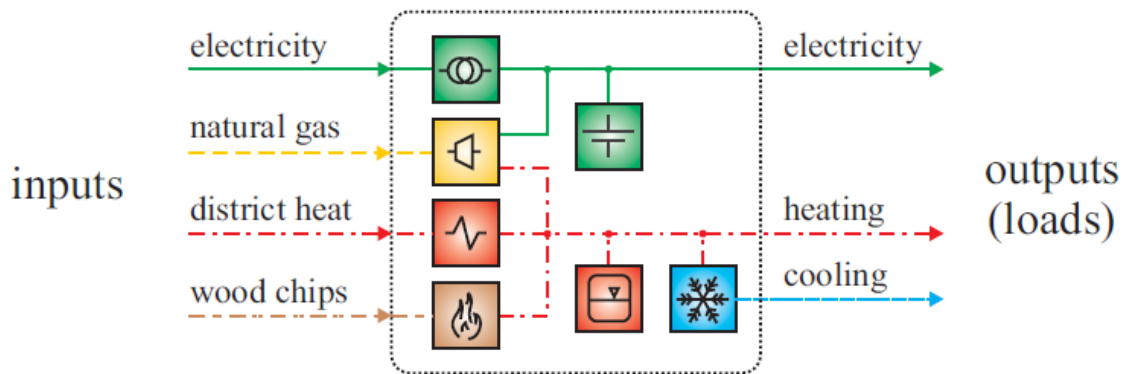 electricity
electricity
natural gas
inputs
outputs
(loads)
district heat
heating
cooling
wood chips